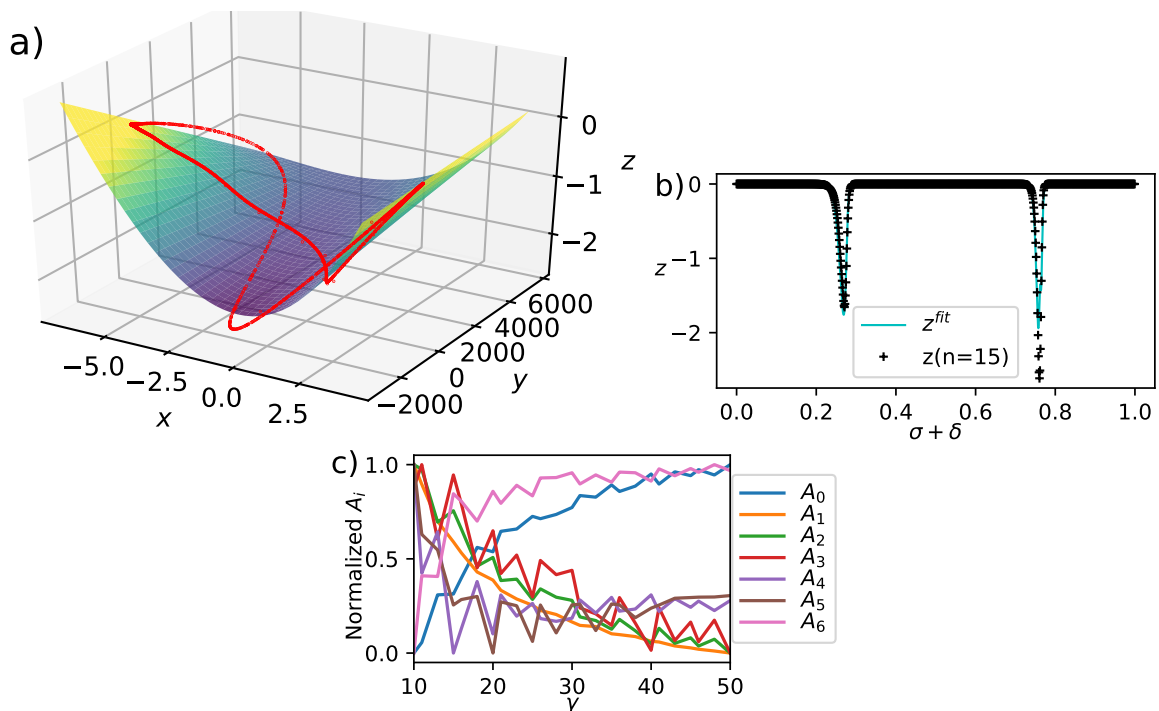 a)
0
−1
−2
z
−5.0
−2.5
0.0
2.5
x
−2000
0
2000
4000
6000
y
b)
0
−1
−2
z
z^{fit}
z(n=15)
0.0
0.2
0.4
0.6
0.8
1.0
σ + δ
c)
1.0
0.5
0.0
Normalized A_i
10
20
30
40
50
γ
A_0
A_1
A_2
A_3
A_4
A_5
A_6